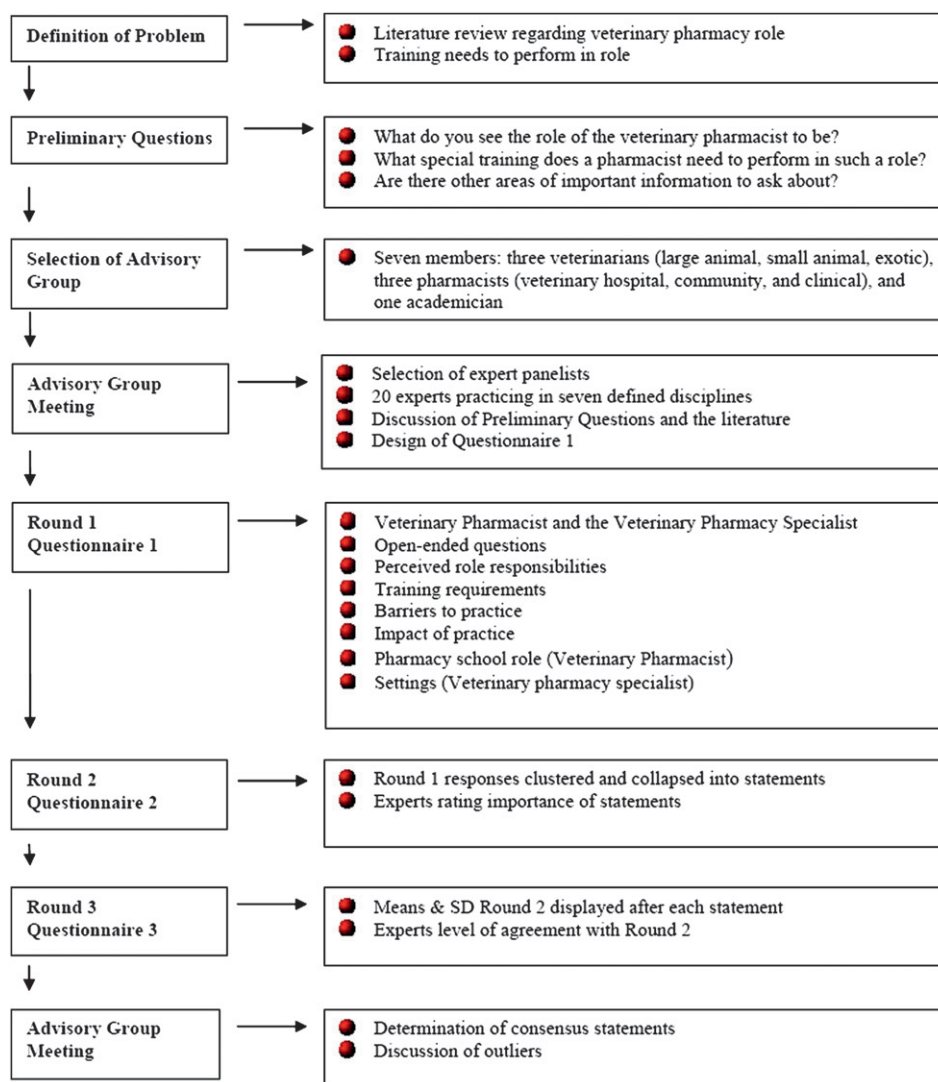 Definition of Problem
Literature review regarding veterinary pharmacy role
Training needs to perform in role
Preliminary Questions
What do you see the role of the veterinary pharmacist to be?
What special training does a pharmacist need to perform in such a role?
Are there other areas of important information to ask about?
Selection of Advisory
Group
Seven members: three veterinarians (large animal, small animal, exotic),
three pharmacists (veterinary hospital, community, and clinical), and
one academician
Advisory Group
Meeting
Selection of expert panelists
20 experts practicing in seven defined disciplines
Discussion of Preliminary Questions and the literature
Design of Questionnaire 1
Round 1
Questionnaire 1
Veterinary Pharmacist and the Veterinary Pharmacy Specialist
Open-ended questions
Perceived role responsibilities
Training requirements
Barriers to practice
Impact of practice
Pharmacy school role (Veterinary Pharmacist)
Settings (Veterinary pharmacy specialist)
Round 2
Questionnaire 2
Round 1 responses clustered and collapsed into statements
Experts rating importance of statements
Round 3
Questionnaire 3
Means & SD Round 2 displayed after each statement
Experts level of agreement with Round 2
Advisory Group
Meeting
Determination of consensus statements
Discussion of outliers